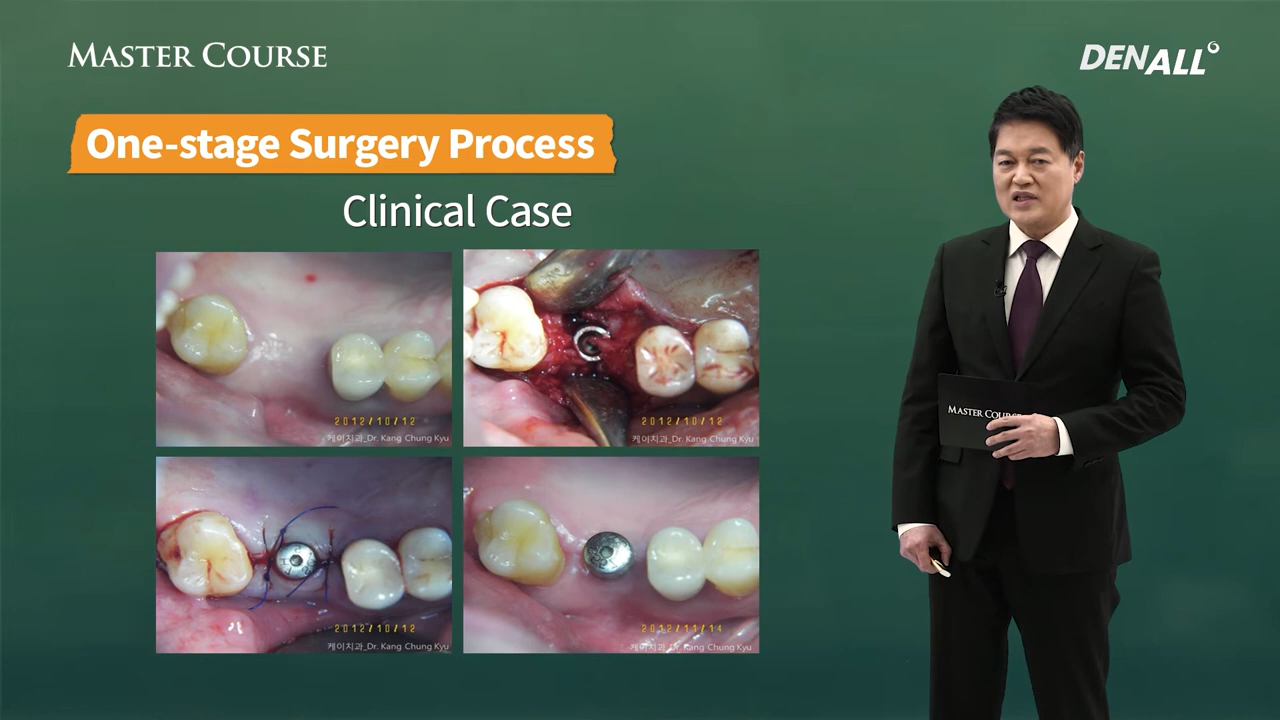 MASTER COURSE
DENALL
One-stage Surgery Process
Clinical Case
2012/10/12
케이치과_Dr. Kang Chung Kyu
2012/10/12
케이치과_Dr. Kang Chung Kyu
2012/10/12
케이치과_Dr. Kang Chung Kyu
2012/11/14
케이치과_Dr. Kang Chung Kyu
MASTER COURSE